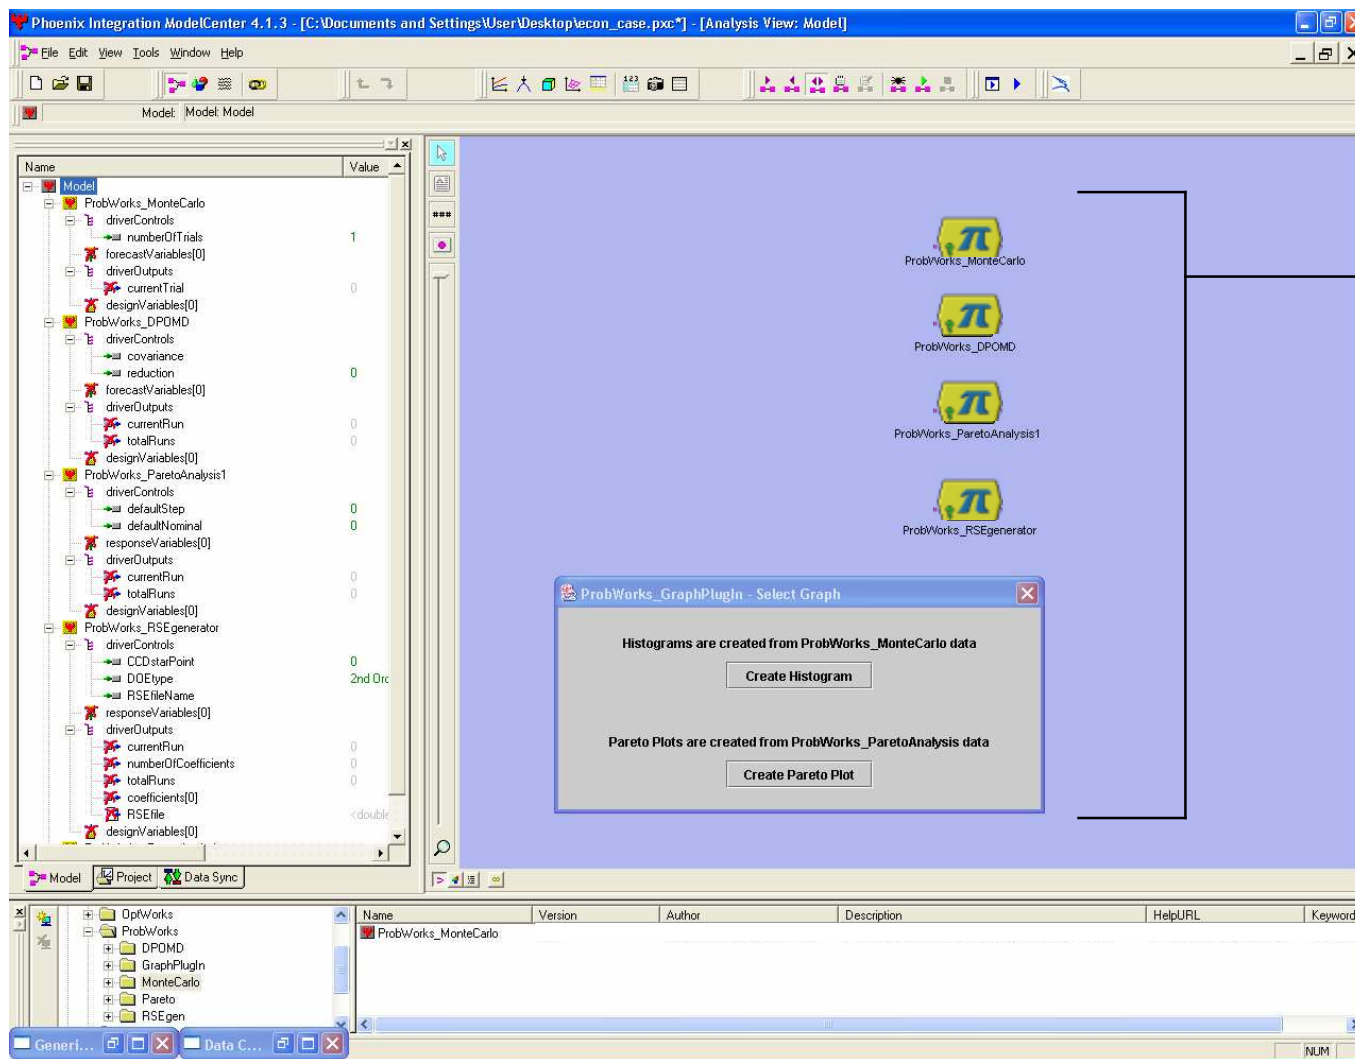 Phoenix Integration ModelCenter 4.1.3 - [C:\Documents and Settings\User\Desktop\econ_case.pxc*] - [Analysis View: Model]
File Edit View Tools Window Help
Model: Model: Model
Name Value
Model
ProbWorks_MonteCarlo
driverControls
numberOfTrials 1
forecastVariables[0]
driverOutputs
currentTrial 0
designVariables[0]
ProbWorks_DPOMD
driverControls
covariance
reduction 0
forecastVariables[0]
driverOutputs
currentRun 0
totalRuns 0
designVariables[0]
ProbWorks_ParetoAnalysis1
driverControls
defaultStep 0
defaultNominal 0
responseVariables[0]
driverOutputs
currentRun 0
totalRuns 0
designVariables[0]
ProbWorks_RSEgenerator
driverControls
CCDstarPoint 0
DOEtype 2nd Orc
RSEfileName
responseVariables[0]
driverOutputs
currentRun 0
numberOfCoefficients 0
totalRuns 0
coefficients[0]
RSEfile <double
designVariables[0]
Model Project Data Sync
###
π
ProbWorks_MonteCarlo
π
ProbWorks_DPOMD
π
ProbWorks_ParetoAnalysis1
π
ProbWorks_RSEgenerator
ProbWorks_GraphPlugIn - Select Graph
Histograms are created from ProbWorks_MonteCarlo data
Create Histogram
Pareto Plots are created from ProbWorks_ParetoAnalysis data
Create Pareto Plot
OptWorks
ProbWorks
DPOMD
GraphPlugIn
MonteCarlo
Pareto
RSEgen
Name Version Author Description HelpURL Keyword
ProbWorks_MonteCarlo
Generi... Data C...
NUM